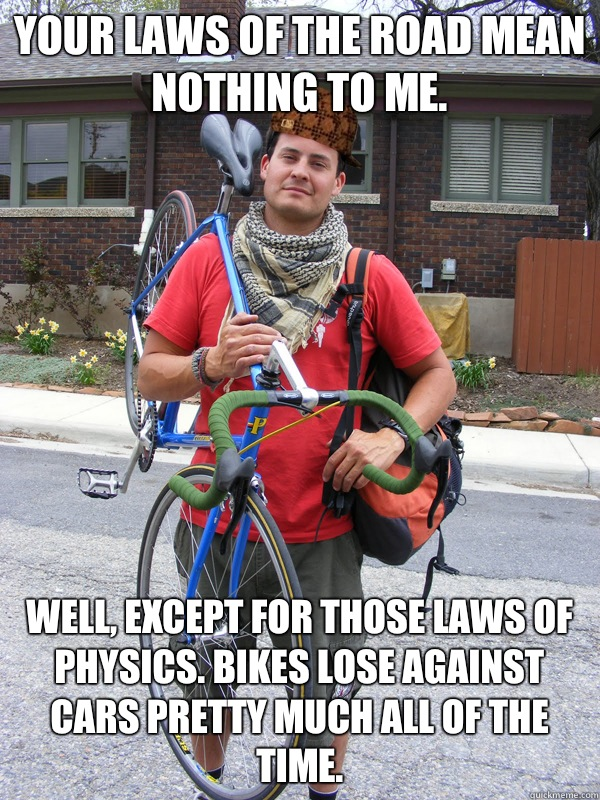 YOUR LAWS OF THE ROAD MEAN
NOTHING TO ME.
P
WELL, EXCEPT FOR THOSE LAWS OF
PHYSICS. BIKES LOSE AGAINST
CARS PRETTY MUCH ALL OF THE
TIME.
quickmeme.com